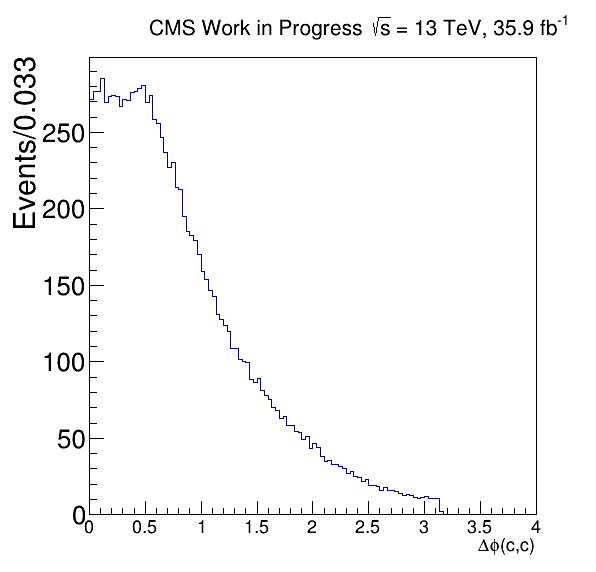 CMS Work in Progress √s = 13 TeV, 35.9 fb⁻¹
Events/0.033
250
200
150
100
50
0
0 0.5 1 1.5 2 2.5 3 3.5 4
Δϕ(c,c)